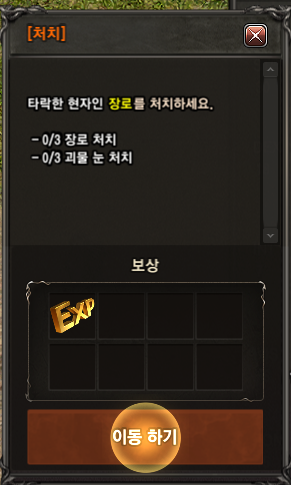 [처치]
타락한 현자인 장로를 처치하세요.
- 0/3 장로 처치
- 0/3 괴물 눈 처치
보상
EXP
이동 하기